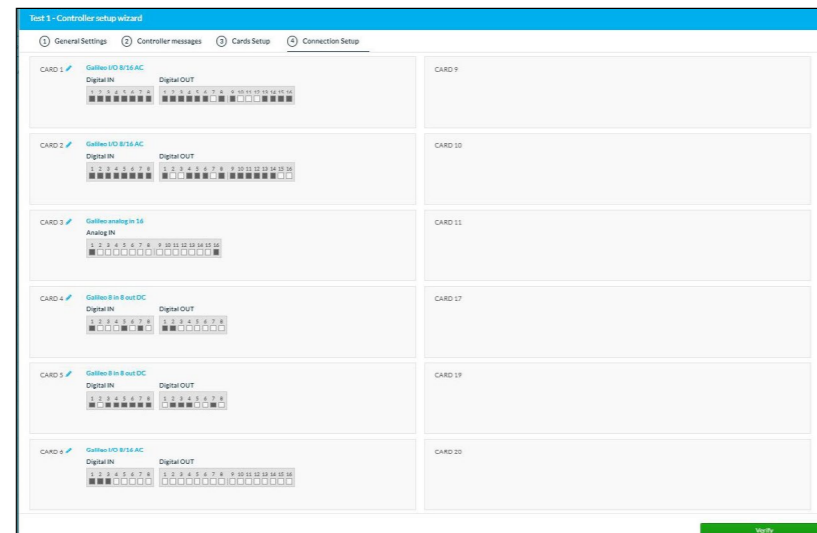 Test 1 - Controller setup wizard
1 General Settings 2 Controller messages 3 Cards Setup 4 Connection Setup
CARD 1 Galileo I/O 8/16 AC
Digital IN Digital OUT
1 2 3 4 5 6 7 8 1 2 3 4 5 6 7 8 9 10 11 12 13 14 15 16
CARD 9
CARD 2 Galileo I/O 8/16 AC
Digital IN Digital OUT
1 2 3 4 5 6 7 8 1 2 3 4 5 6 7 8 9 10 11 12 13 14 15 16
CARD 10
CARD 3 Galileo analog in 16
Analog IN
1 2 3 4 5 6 7 8 9 10 11 12 13 14 15 16
CARD 11
CARD 4 Galileo 8 in 8 out DC
Digital IN Digital OUT
1 2 3 4 5 6 7 8 1 2 3 4 5 6 7 8
CARD 17
CARD 5 Galileo 8 in 8 out DC
Digital IN Digital OUT
1 2 3 4 5 6 7 8 1 2 3 4 5 6 7 8
CARD 19
CARD 6 Galileo I/O 8/16 AC
Digital IN Digital OUT
1 2 3 4 5 6 7 8 1 2 3 4 5 6 7 8 9 10 11 12 13 14 15 16
CARD 20
Verify